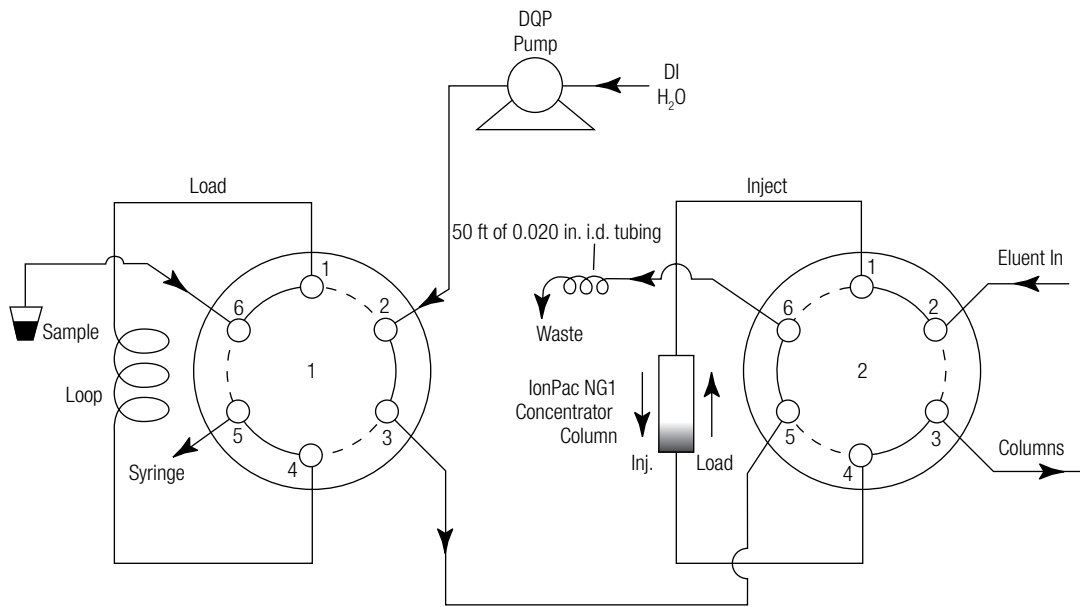 DQP
Pump
DI
H₂O
Load
Inject
50 ft of 0.020 in. i.d. tubing
Eluent In
1
2
3
4
5
6
1
Sample
Loop
Syringe
Waste
IonPac NG1
Concentrator
Column
Inj.
Load
1
2
3
4
5
6
2
Columns